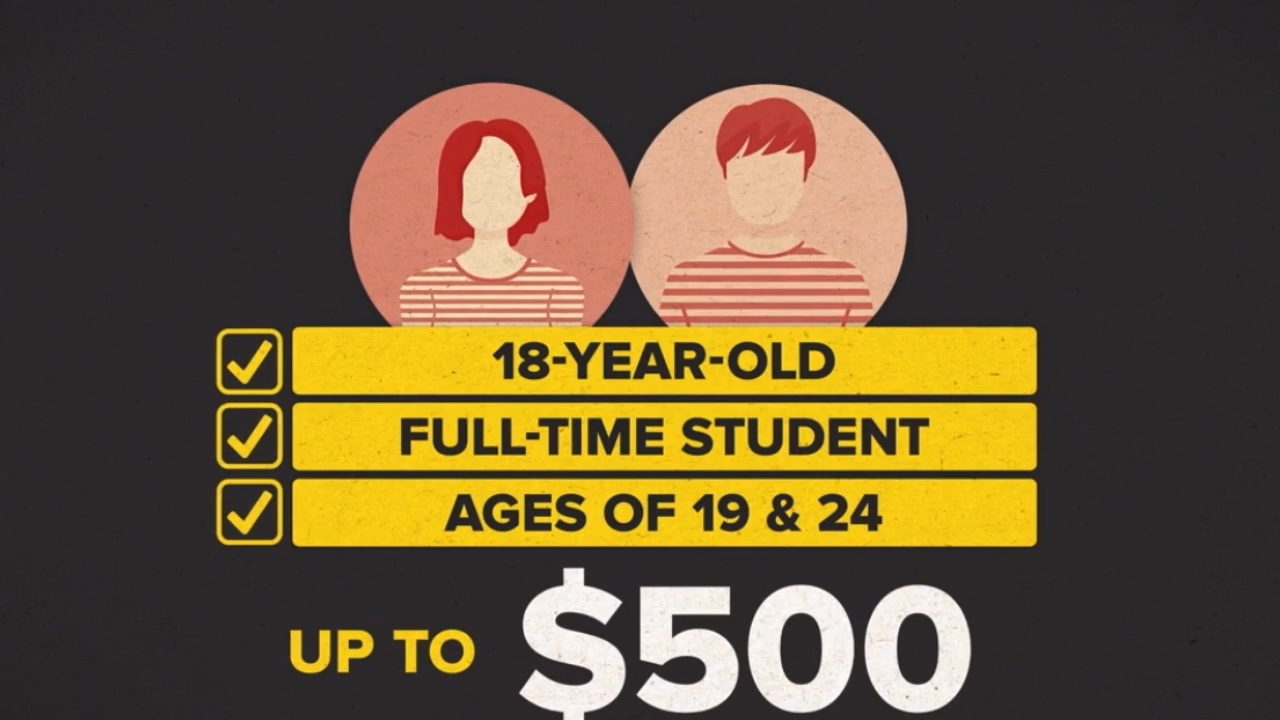 18-YEAR-OLD
FULL-TIME STUDENT
AGES OF 19 & 24
UP TO $500